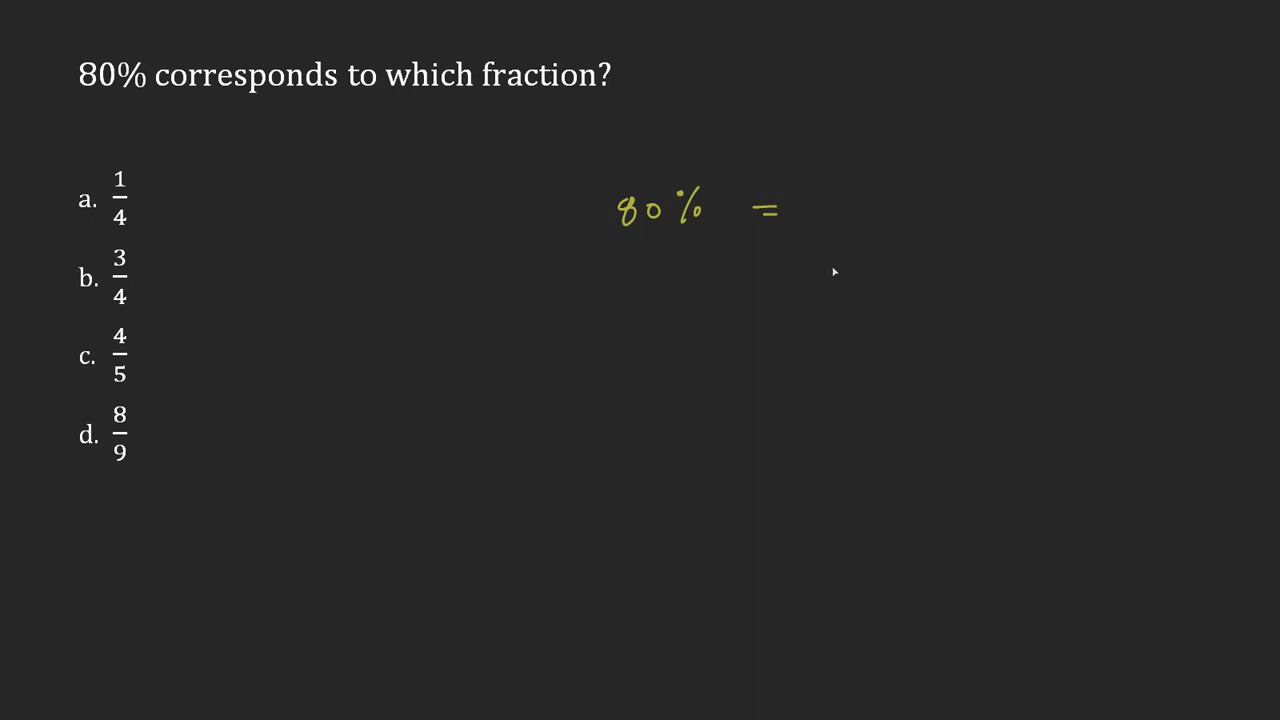 80% corresponds to which fraction?
a. 1/4
80% =
b. 3/4
c. 4/5
d. 8/9